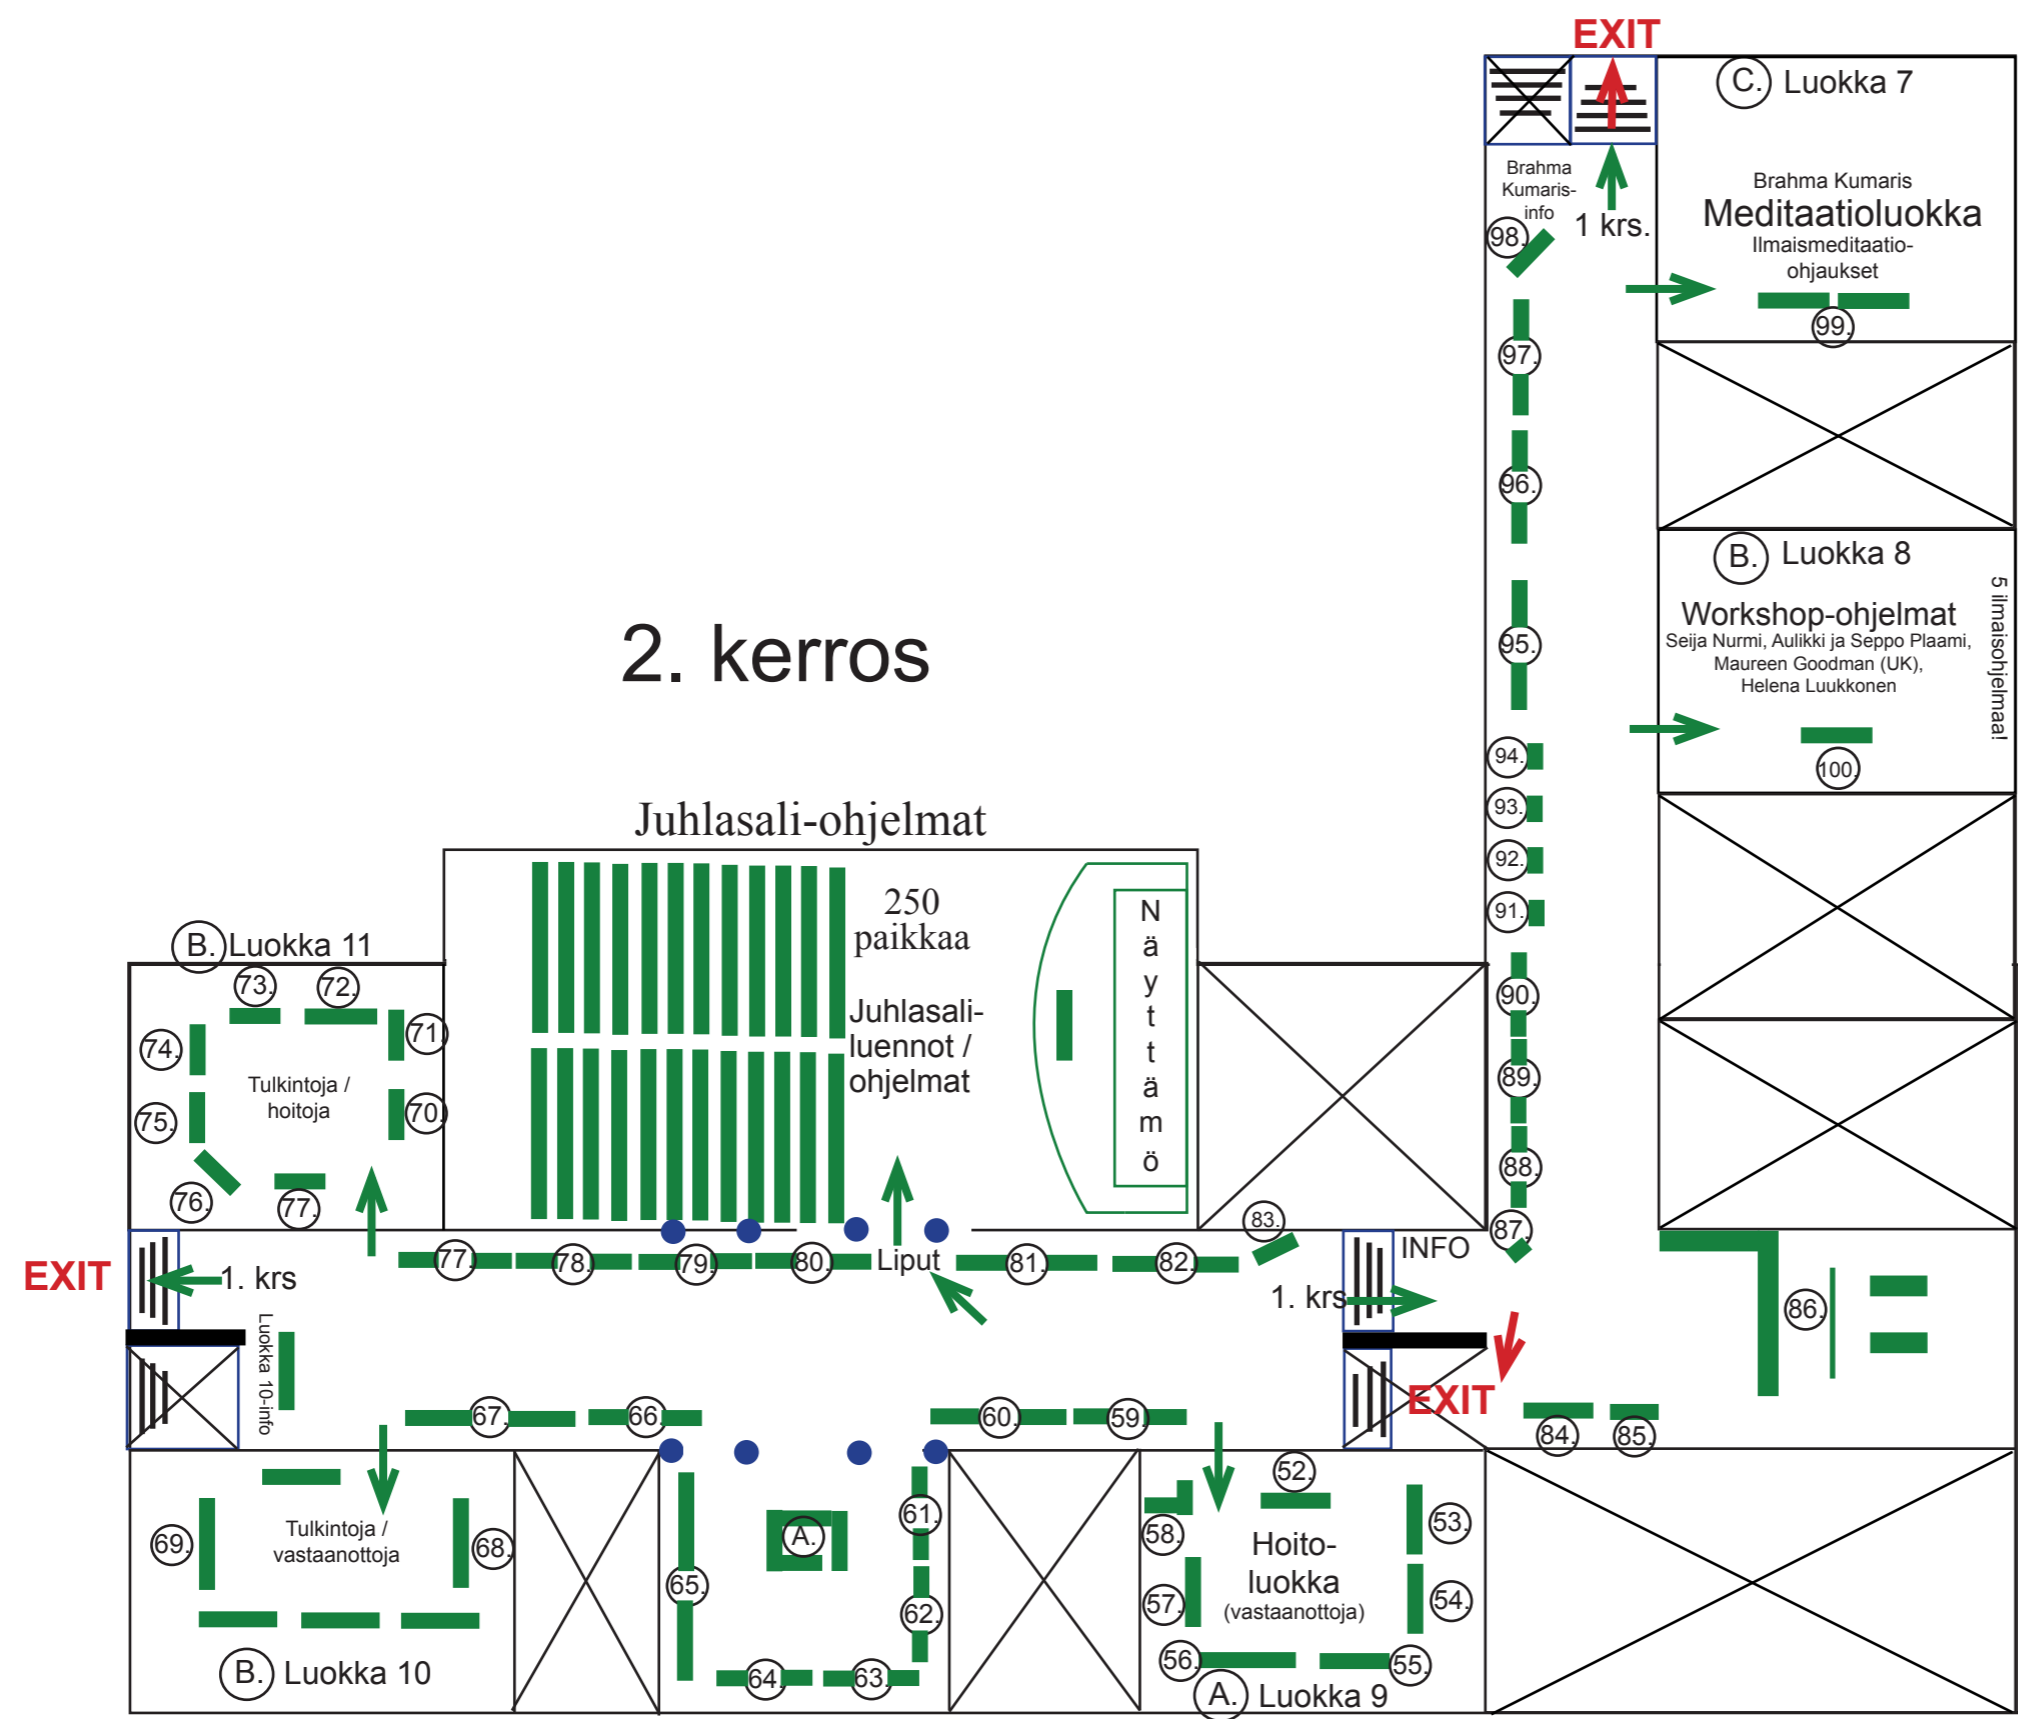 EXIT
C. Luokka 7
Brahma
Kumaris-
info
98.
1 krs.
Brahma Kumaris
Meditaatioluokka
Ilmaismeditaatio-
ohjaukset
99.
97.
96.
B. Luokka 8
Workshop-ohjelmat
Seija Nurmi, Aulikki ja Seppo Plaami,
Maureen Goodman (UK),
Helena Luukkonen
5 ilmaisohjelmaa!
100.
95.
94.
93.
92.
91.
90.
89.
88.
87.
2. kerros
Juhlasali-ohjelmat
250
paikkaa
Juhlasali-
luennot /
ohjelmat
N
ä
y
t
t
ä
m
ö
B. Luokka 11
73.
72.
71.
74.
Tulkintoja /
hoitoja
75.
70.
76.
77.
83.
INFO
EXIT
1. krs
77.
78.
79.
80.
Liput
81.
82.
1. krs
86.
Luokka 10-info
EXIT
67.
66.
60.
59.
84.
85.
69.
Tulkintoja /
vastaanottoja
68.
B. Luokka 10
A.
61.
65.
62.
64.
63.
52.
58.
53.
Hoito-
luokka
(vastaanottoja)
57.
54.
56.
55.
A. Luokka 9